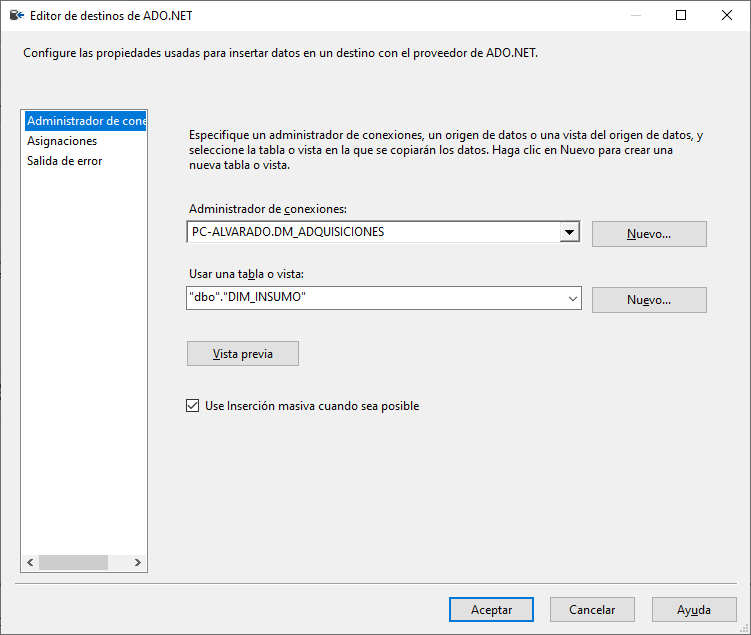 Editor de destinos de ADO.NET
Configure las propiedades usadas para insertar datos en un destino con el proveedor de ADO.NET.
Administrador de cone
Asignaciones
Salida de error
Especifique un administrador de conexiones, un origen de datos o una vista del origen de datos, y
seleccione la tabla o vista en la que se copiarán los datos. Haga clic en Nuevo para crear una
nueva tabla o vista.
Administrador de conexiones:
PC-ALVARADO.DM_ADQUISICIONES
Nuevo...
Usar una tabla o vista:
"dbo"."DIM_INSUMO"
Nuevo...
Vista previa
Use Inserción masiva cuando sea posible
Aceptar
Cancelar
Ayuda